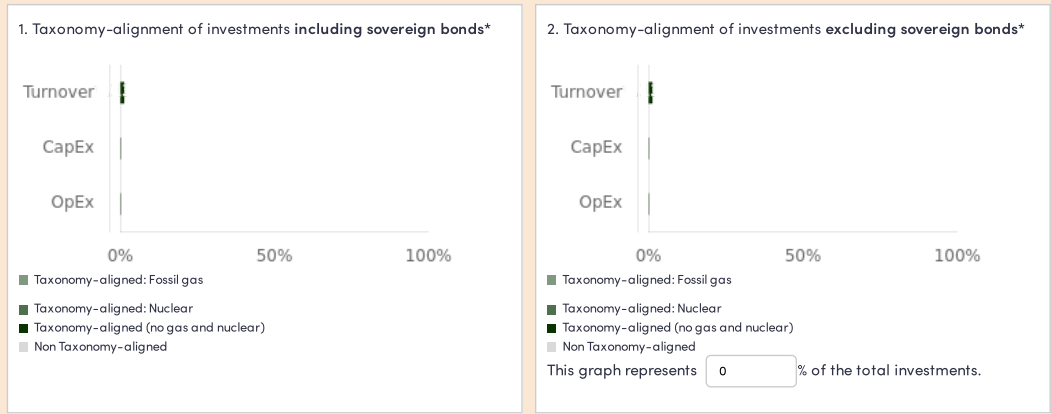 1. Taxonomy-alignment of investments including sovereign bonds*
Turnover
CapEx
OpEx
0% 50% 100%
Taxonomy-aligned: Fossil gas
Taxonomy-aligned: Nuclear
Taxonomy-aligned (no gas and nuclear)
Non Taxonomy-aligned
2. Taxonomy-alignment of investments excluding sovereign bonds*
Turnover
CapEx
OpEx
0% 50% 100%
Taxonomy-aligned: Fossil gas
Taxonomy-aligned: Nuclear
Taxonomy-aligned (no gas and nuclear)
Non Taxonomy-aligned
This graph represents 0 % of the total investments.